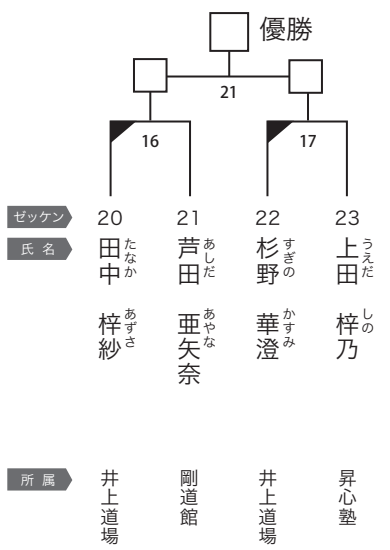 優勝
21
16
17
ゼッケン
20
21
22
23
氏名
田中 梓紗
たなか あずさ
芦田 亜矢奈
あしだ あやな
杉野 華澄
すぎの かすみ
上田 梓乃
うえだ しの
所属
井上道場
剛道館
井上道場
昇心塾